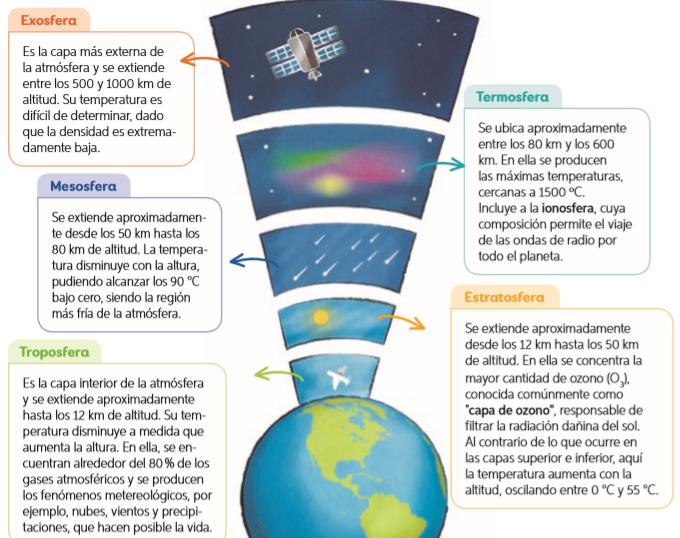 Exosfera
Es la capa más externa de
la atmósfera y se extiende
entre los 500 y 1000 km de
altitud. Su temperatura es
difícil de determinar, dado
que la densidad es extrema-
damente baja.
Termosfera
Se ubica aproximadamente
entre los 80 km y los 600
km. En ella se producen
las máximas temperaturas,
cercanas a 1500 ºC.
Incluye a la ionosfera, cuya
composición permite el viaje
de las ondas de radio por
todo el planeta.
Mesosfera
Se extiende aproximadamen-
te desde los 50 km hasta los
80 km de altitud. La tempera-
tura disminuye con la altura,
pudiendo alcanzar los 90 °C
bajo cero, siendo la región
más fría de la atmósfera.
Estratosfera
Se extiende aproximadamente
desde los 12 km hasta los 50 km
de altitud. En ella se concentra la
mayor cantidad de ozono (O₃),
conocida comúnmente como
"capa de ozono", responsable de
filtrar la radiación dañina del sol.
Al contrario de lo que ocurre en
las capas superior e inferior, aquí
la temperatura aumenta con la
altitud, oscilando entre 0 °C y 55 °C.
Troposfera
Es la capa interior de la atmósfera
y se extiende aproximadamente
hasta los 12 km de altitud. Su tem-
peratura disminuye a medida que
aumenta la altura. En ella, se en-
cuentran alrededor del 80 % de los
gases atmosféricos y se producen
los fenómenos metereológicos, por
ejemplo, nubes, vientos y precipi-
taciones, que hacen posible la vida.